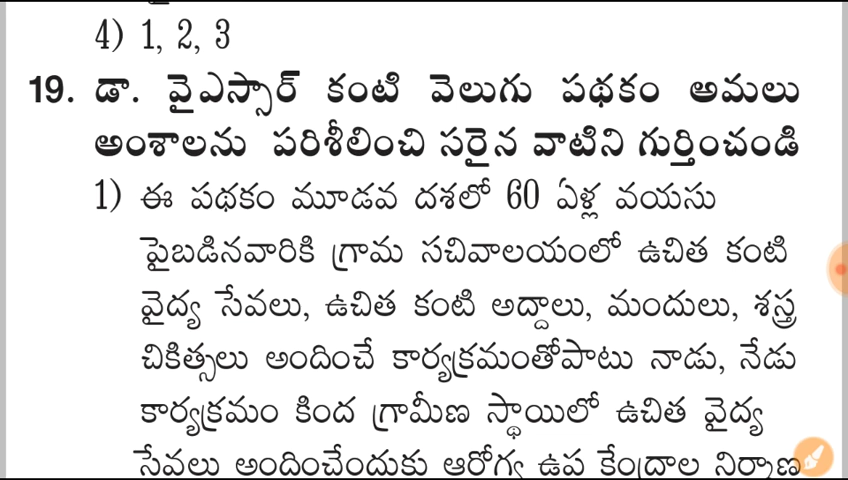 4) 1, 2, 3
19. డా. వైఎస్సార్ కంటి వెలుగు పథకం అమలు
అంశాలను పరిశీలించి సరైన వాటిని గుర్తించండి
1) ఈ పథకం మూడవ దశలో 60 ఏళ్ల వయసు
పైబడినవారికి గ్రామ సచివాలయంలో ఉచిత కంటి
వైద్య సేవలు, ఉచిత కంటి అద్దాలు, మందులు, శస్త్ర
చికిత్సలు అందించే కార్యక్రమంతోపాటు నాడు, నేడు
కార్యక్రమం కింద గ్రామీణ స్థాయిలో ఉచిత వైద్య
సేవలు అందించేందుకు ఆరోగ్య ఉప కేంద్రాల నిర్మాణ